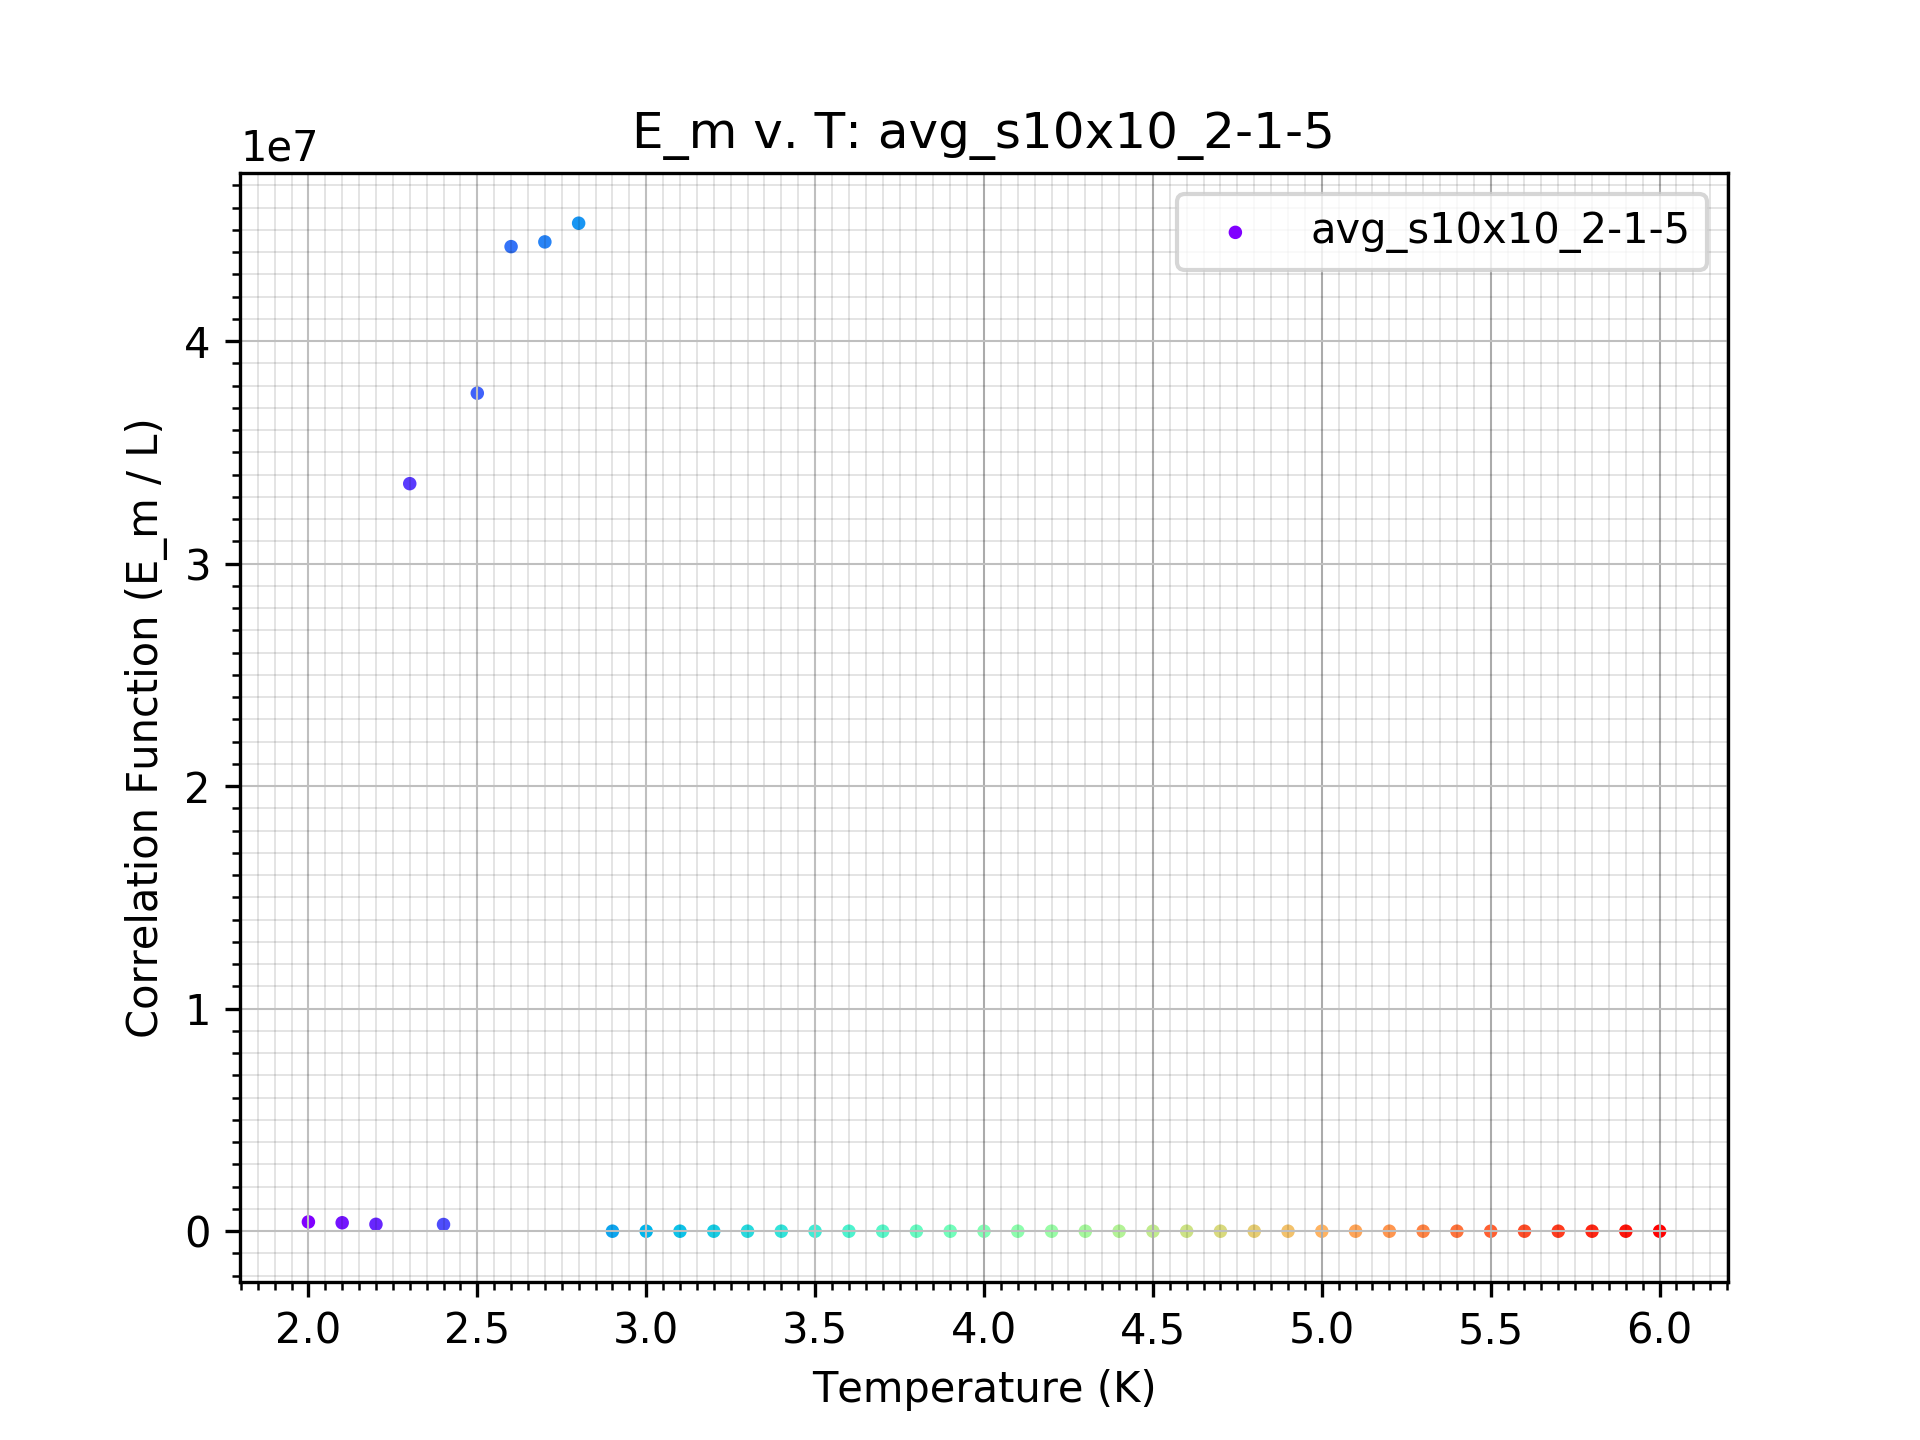 E_m v. T: avg_s10x10_2-1-5
1e7
avg_s10x10_2-1-5
Correlation Function (E_m / L)
4
3
2
1
0
2.0 2.5 3.0 3.5 4.0 4.5 5.0 5.5 6.0
Temperature (K)